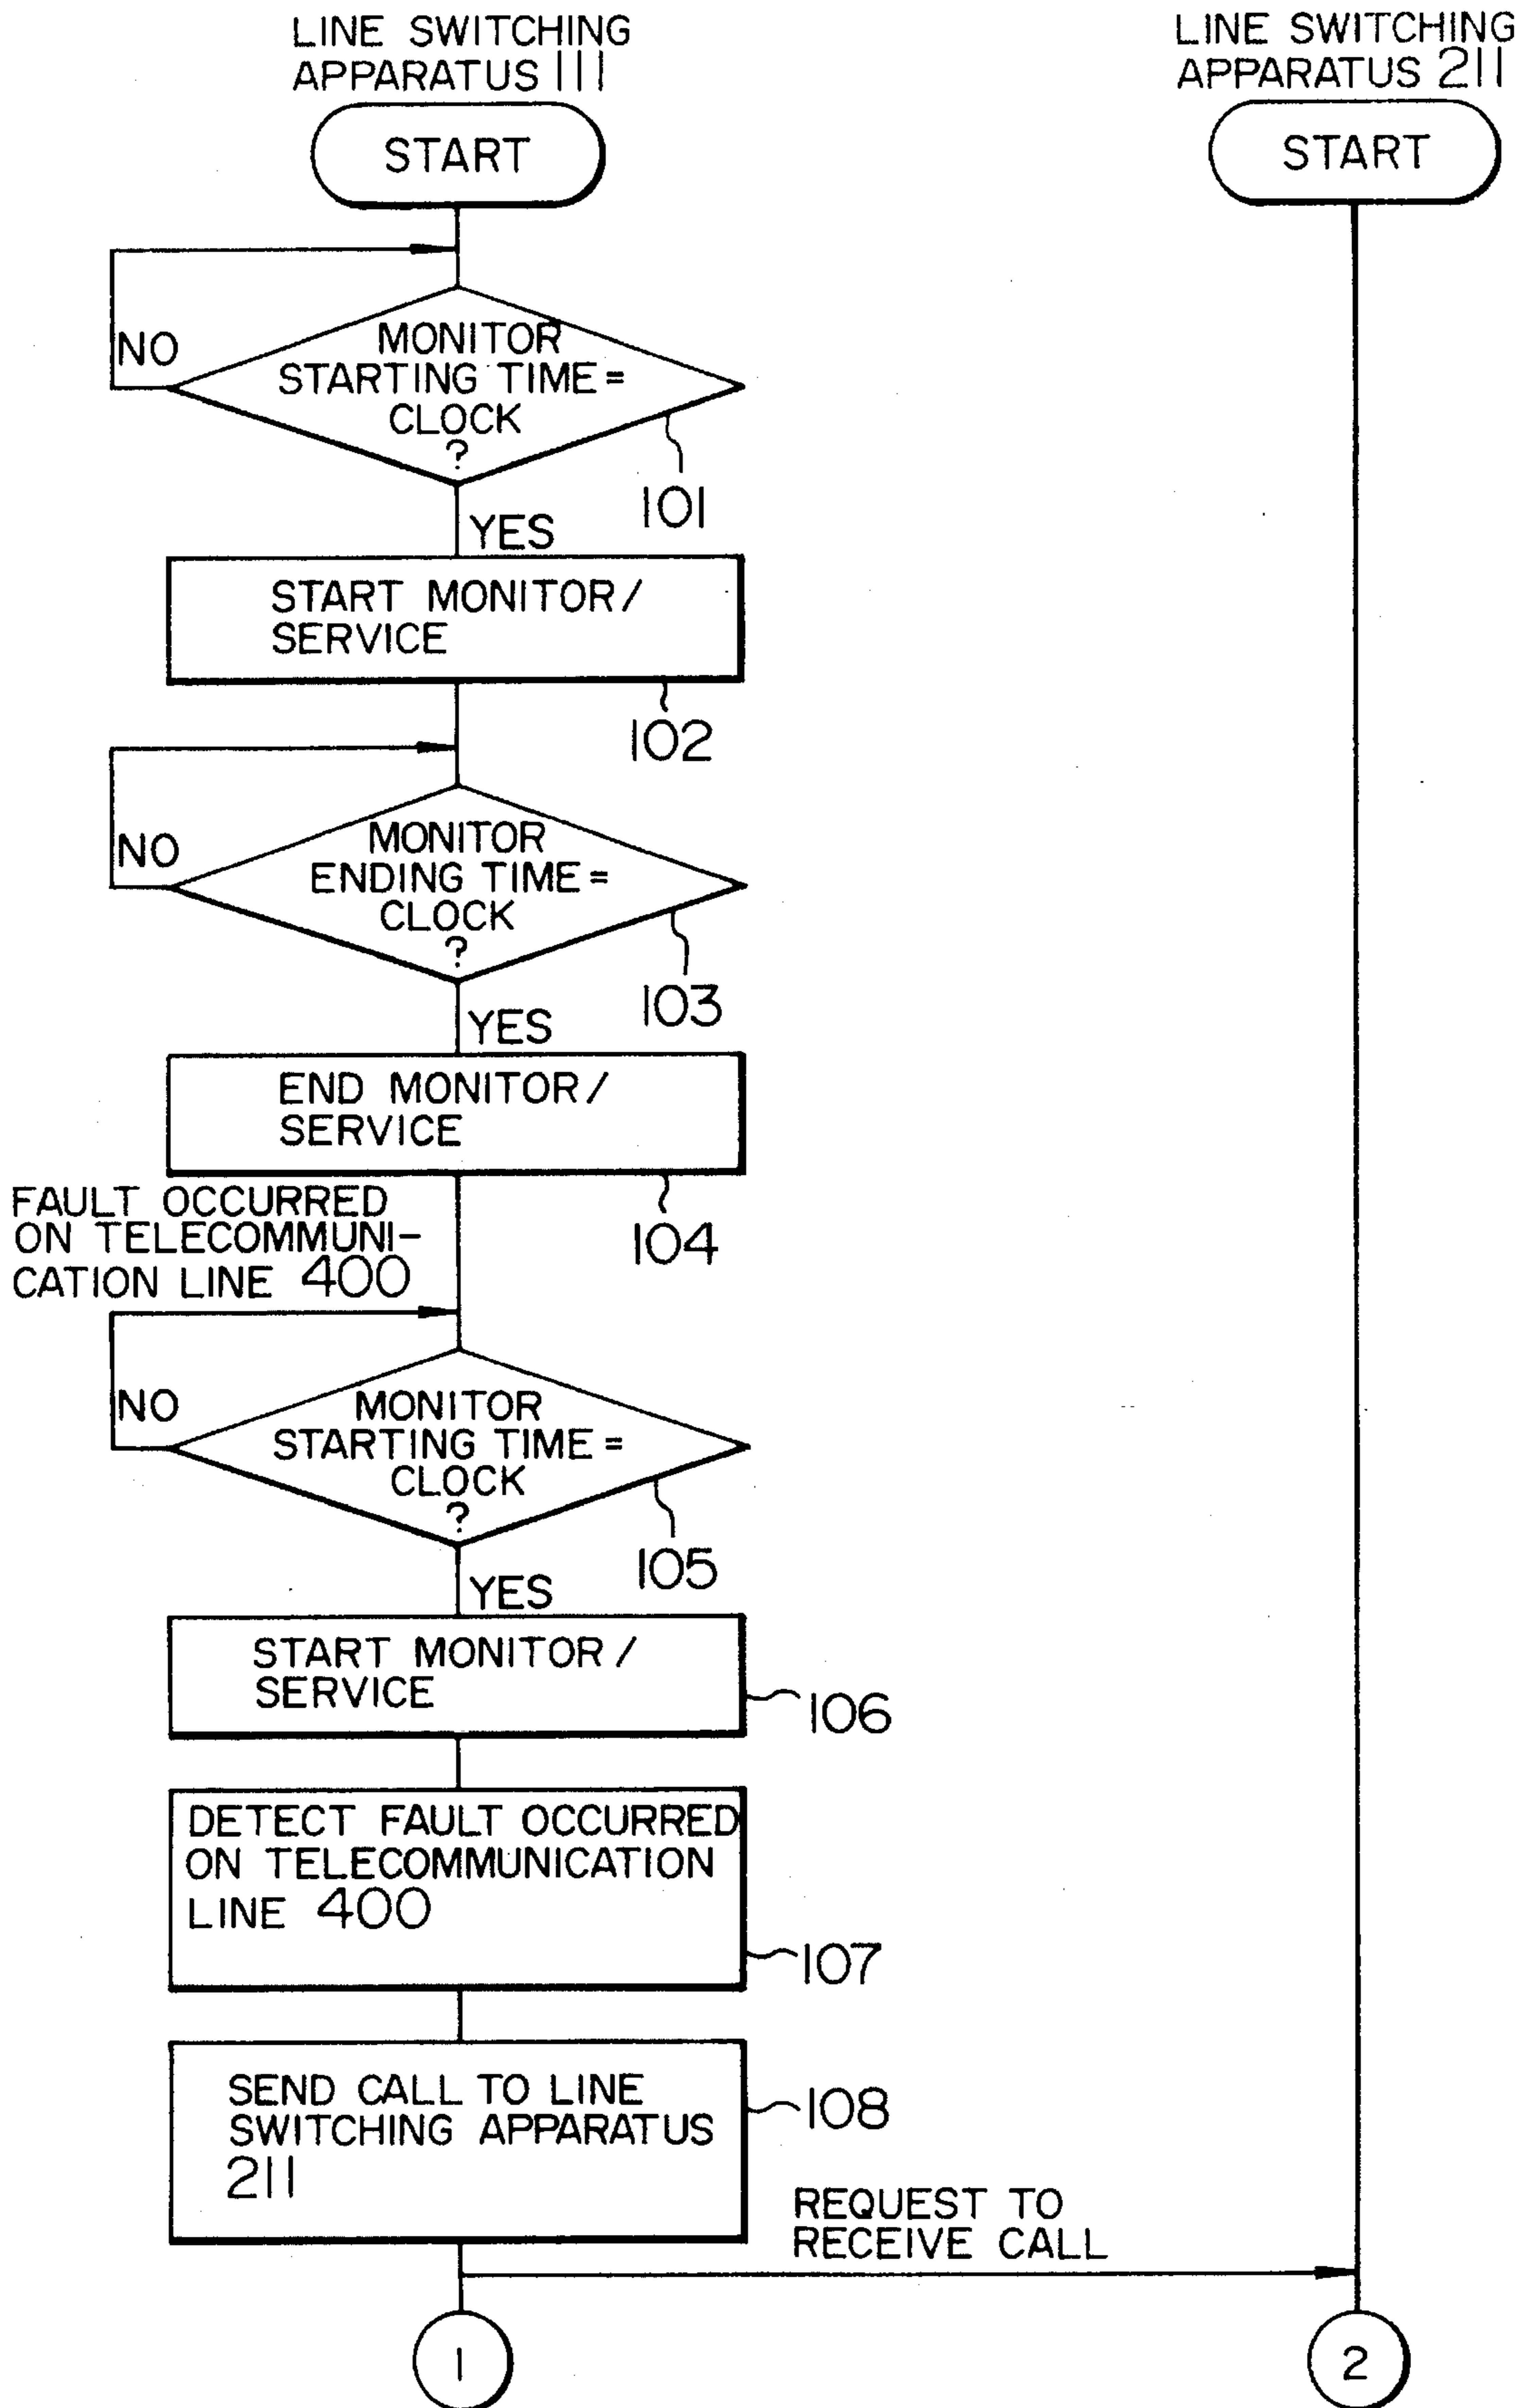 LINE SWITCHING
APPARATUS 111
START
LINE SWITCHING
APPARATUS 211
START
NO
MONITOR
STARTING TIME =
CLOCK
?
101
YES
START MONITOR/
SERVICE
102
NO
MONITOR
ENDING TIME =
CLOCK
?
103
YES
END MONITOR/
SERVICE
104
FAULT OCCURRED
ON TELECOMMUNI-
CATION LINE 400
NO
MONITOR
STARTING TIME =
CLOCK
?
105
YES
START MONITOR/
SERVICE
106
DETECT FAULT OCCURRED
ON TELECOMMUNICATION
LINE 400
107
SEND CALL TO LINE
SWITCHING APPARATUS
211
108
REQUEST TO
RECEIVE CALL
1
2